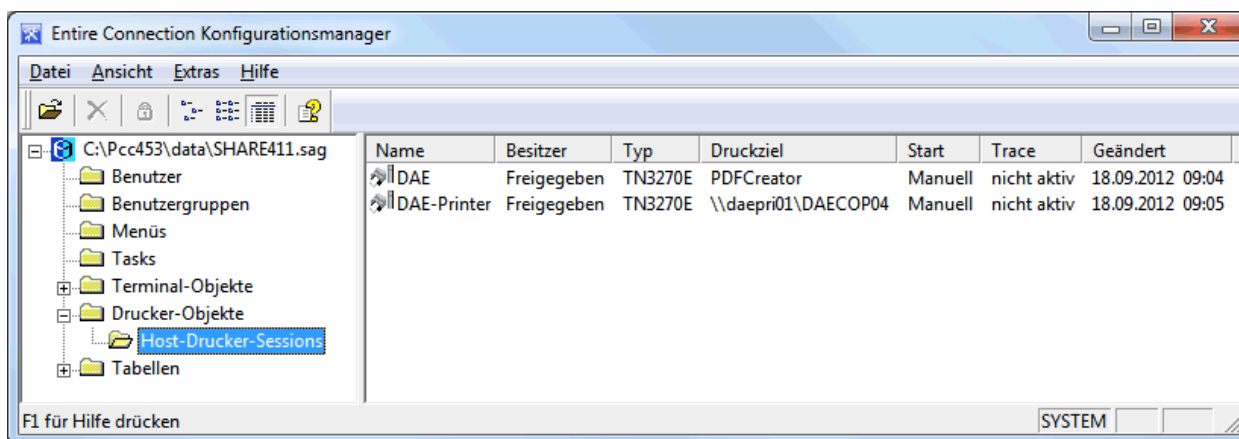 Entire Connection Konfigurationsmanager
Datei Ansicht Extras Hilfe
C:\Pcc453\data\SHARE411.sag
Benutzer
Benutzergruppen
Menüs
Tasks
Terminal-Objekte
Drucker-Objekte
Host-Drucker-Sessions
Tabellen
Name Besitzer Typ Druckziel Start Trace Geändert
DAE Freigegeben TN3270E PDFCreator Manuell nicht aktiv 18.09.2012 09:04
DAE-Printer Freigegeben TN3270E \\daepri01\DAECOP04 Manuell nicht aktiv 18.09.2012 09:05
F1 für Hilfe drücken SYSTEM